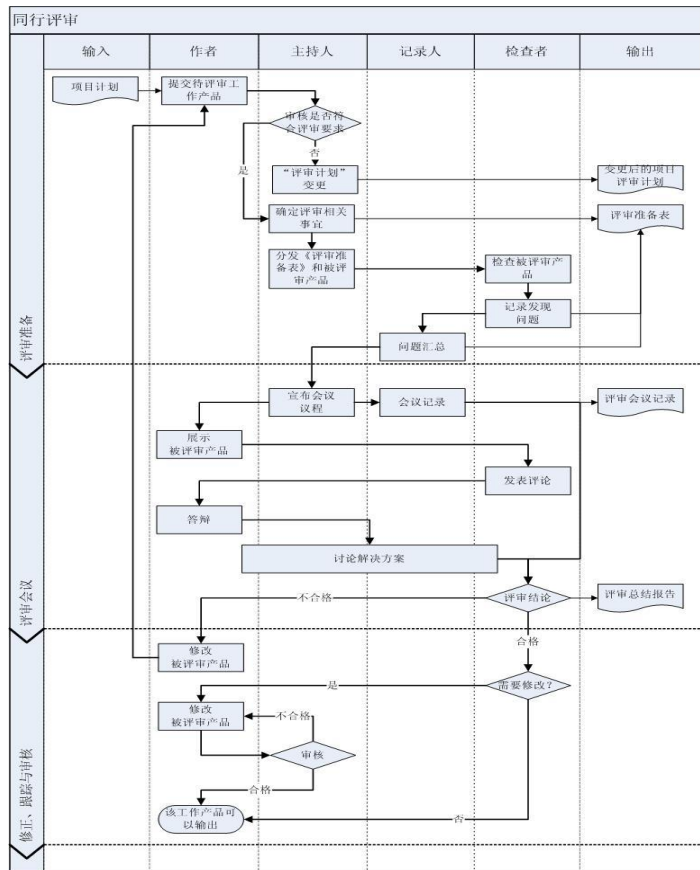 同行评审
输入
作者
主持人
记录人
检查者
输出
项目计划
提交待评审工
作产品
审核是否符
合评审要求
否
是
“评审计划”
变更
变更后的项目
评审计划
确定评审相关
事宜
评审准备表
分发《评审准
备表》和被评
审产品
检查被评审产
品
记录发现
问题
问题汇总
评审准备
宣布会议
议程
会议记录
评审会议记录
展示
被评审产品
发表评论
答辩
讨论解决方案
评审结论
评审总结报告
不合格
合格
评审会议
修改
被评审产品
需要修改?
是
修改
被评审产品
不合格
审核
合格
该工作产品可
以输出
否
修正、跟踪与审核